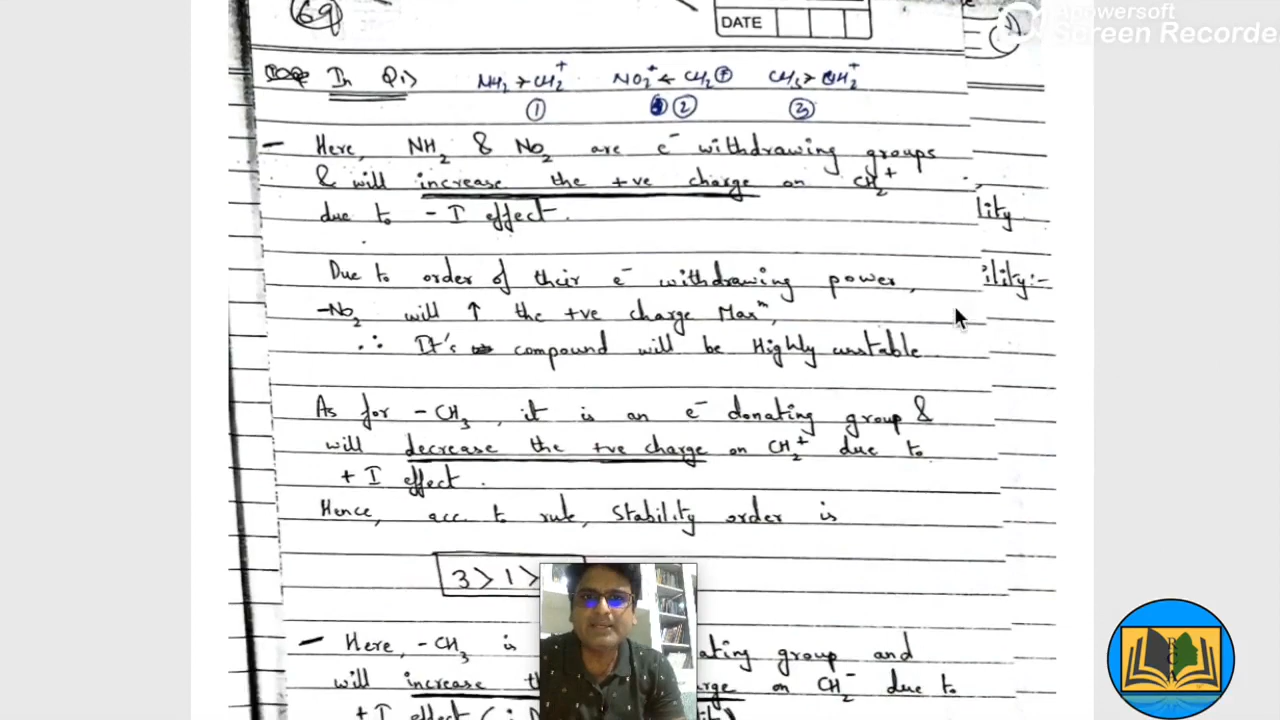 69
DATE
Apowersoft
Screen Recorder
In Q1>
NH2 > CH2+ NO2+ < CH2⊕ CH3 > CH2+
① ② ③
- Here, NH2 & NO2 are e- withdrawing groups
& will increase the +ve charge on CH2+
due to - I effect.
lity
Due to order of their e- withdrawing power,
ility:-
-NO2 will ↑ the +ve charge Max^m,
∴ It's compound will be Highly unstable
As for -CH3, it is an e- donating group &
will decrease the +ve charge on CH2+ due to
+ I effect.
Hence, acc. to rule, Stability order is
3 > 1 >
- Here, -CH3 is ating group and
will increase th rge on CH2- due to
+ I effect